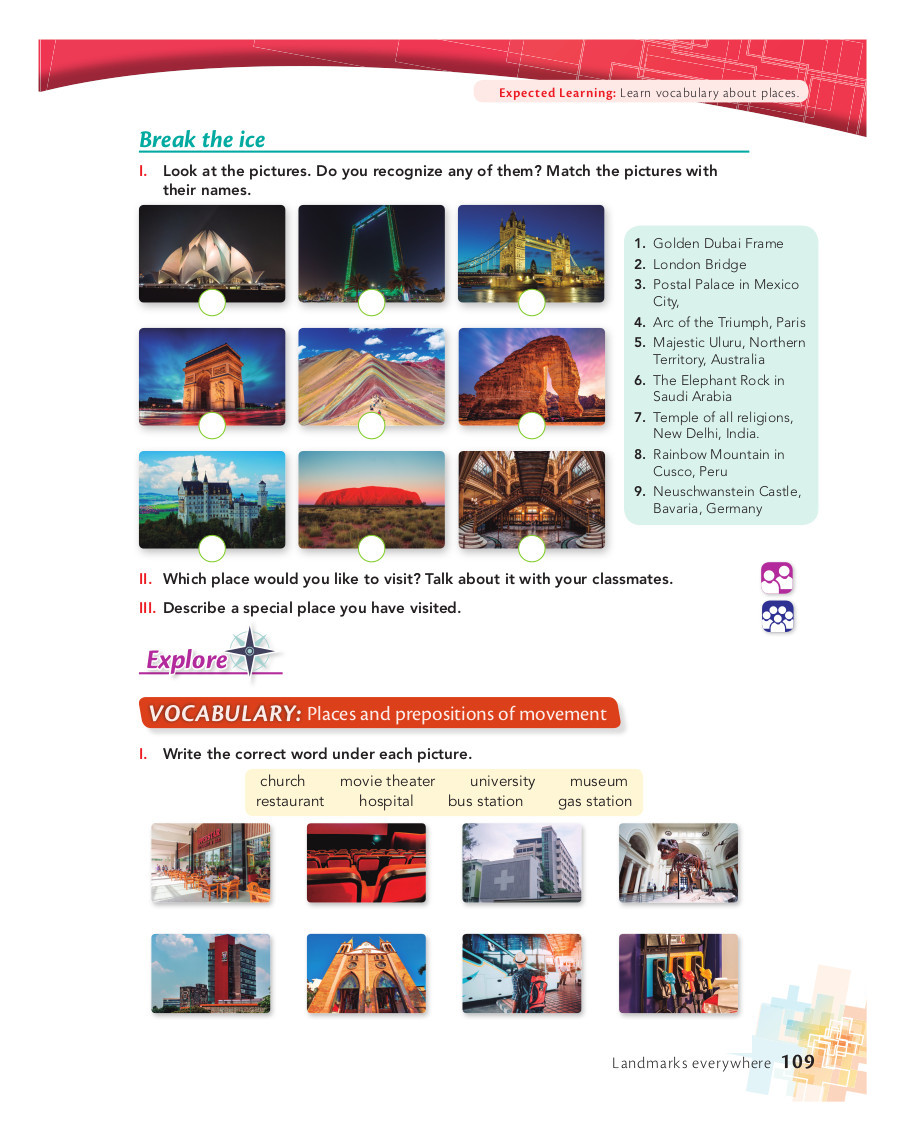 Expected Learning: Learn vocabulary about places.
Break the ice
I. Look at the pictures. Do you recognize any of them? Match the pictures with
their names.
1. Golden Dubai Frame
2. London Bridge
3. Postal Palace in Mexico
City,
4. Arc of the Triumph, Paris
5. Majestic Uluru, Northern
Territory, Australia
6. The Elephant Rock in
Saudi Arabia
7. Temple of all religions,
New Delhi, India.
8. Rainbow Mountain in
Cusco, Peru
9. Neuschwanstein Castle,
Bavaria, Germany
II. Which place would you like to visit? Talk about it with your classmates.
III. Describe a special place you have visited.
Explore
VOCABULARY: Places and prepositions of movement
I. Write the correct word under each picture.
church movie theater university museum
restaurant hospital bus station gas station
Landmarks everywhere 109